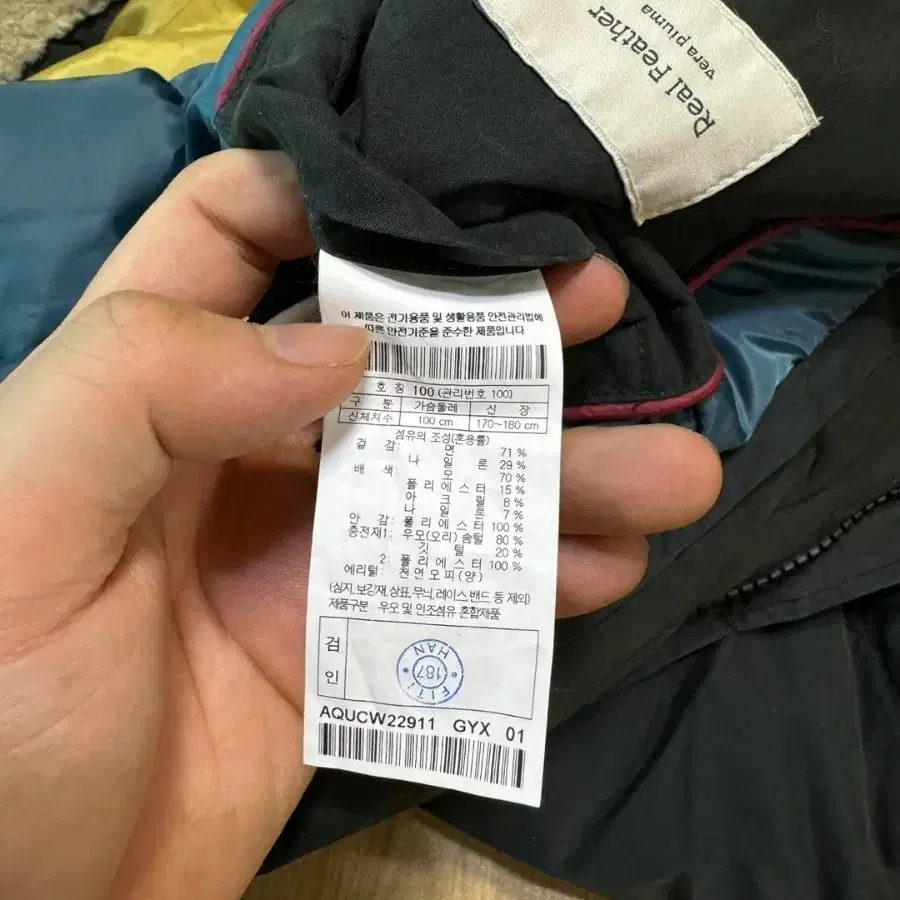 Real Feather
vera piuma
이 제품은 전기용품 및 생활용품 안전관리법에
따른 안전기준을 준수한 제품입니다
호 칭 100 (관리번호 100)
구 분 가슴둘레 신 장
신체치수 100 cm 170~180 cm
섬유의 조성(혼용률)
겉 감: 면 71 %
나 일 론 29 %
배 색: 모 70 %
폴 리 에 스 터 15 %
아 크 릴 8 %
나 일 론 7 %
안 감: 폴 리 에 스 터 100 %
충전재1: 우모(오리) 솜털 80 %
깃 털 20 %
2: 폴 리 에 스 터 100 %
에리털: 천연 모피(양)
(심지,보강재,상표,무늬,레이스 밴드 등 제외)
제품구분: 우모 및 인조섬유 혼합제품
검
인
FITI
187
HAN
AQUCW22911 GYX 01